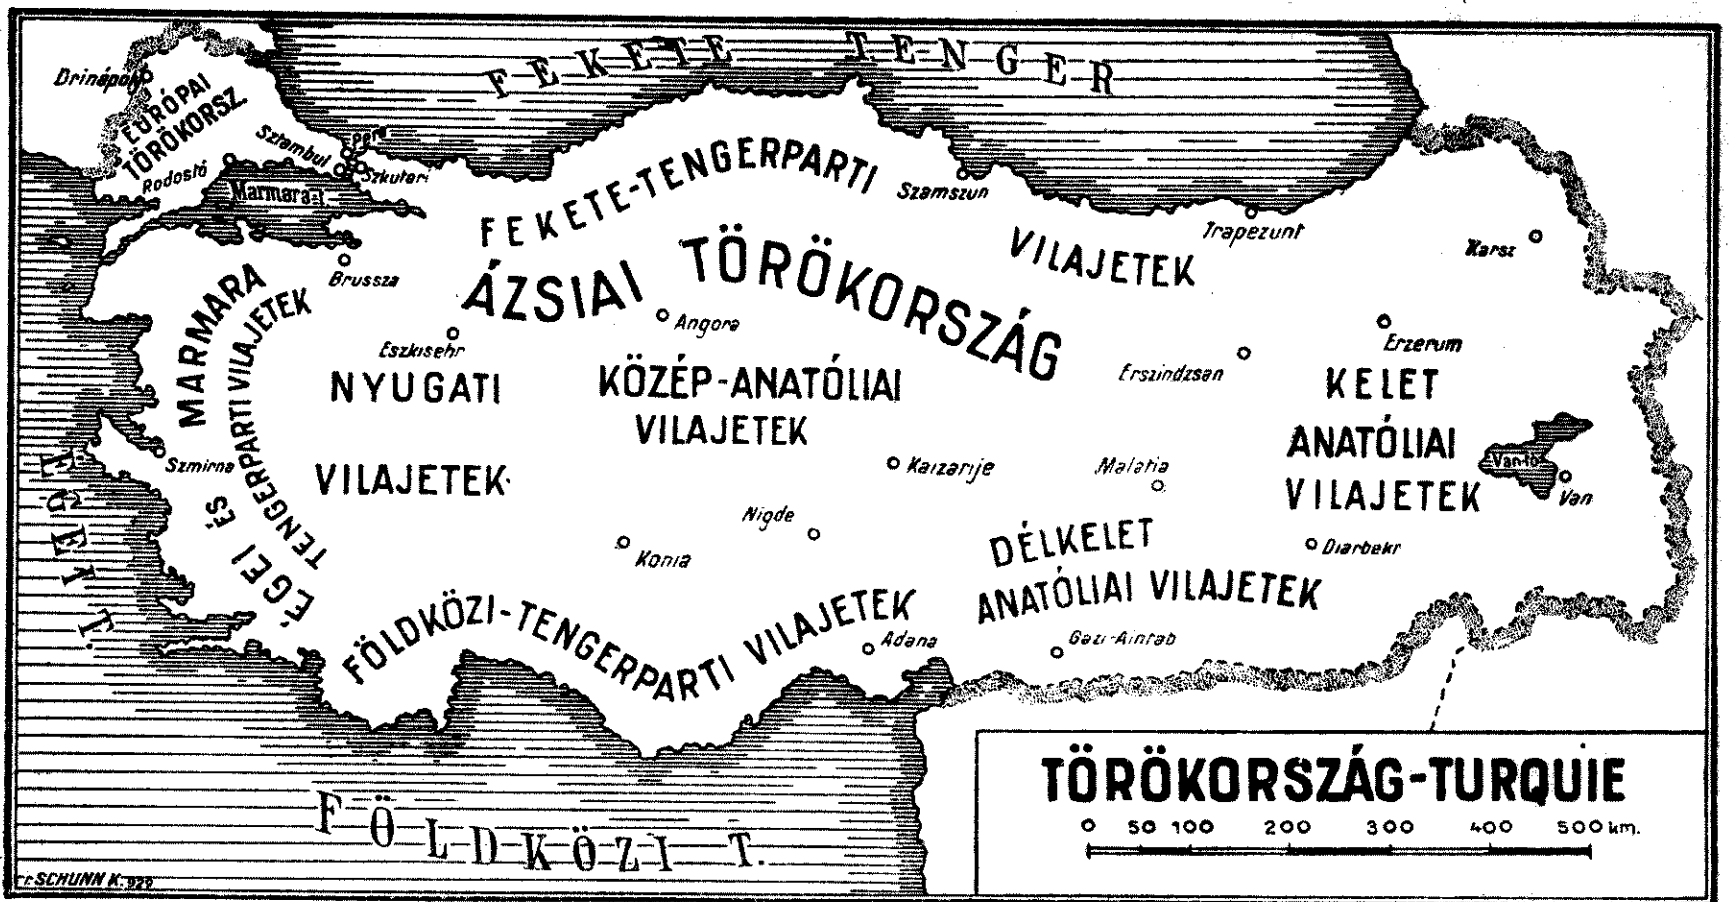 FEKETE TENGER
Drinápoly
EURÓPAI
TÖRÖKORSZ.
Sztambul
Pera
Szkutari
Rodostó
Marmara-t.
FEKETE-TENGERPARTI
VILAJETEK
Szamszun
Trapezunt
Karsz
Brussza
ÁZSIAI TÖRÖKORSZÁG
MARMARA
ÉS
ÉGEI
TENGERPARTI VILAJETEK
Angora
Eszkisehr
Erszindzsan
Erzerum
NYUGATI
VILAJETEK
KÖZÉP-ANATÓLIAI
VILAJETEK
KELET
ANATÓLIAI
VILAJETEK
Szmirna
Kaizarije
Malatia
Van-tó
Van
EGEI T.
Nigde
Konia
DÉLKELET
ANATÓLIAI VILAJETEK
Diarbekr
FÖLDKÖZI-TENGERPARTI VILAJETEK
Adana
Gazi-Aintab
FÖLDKÖZI T.
TÖRÖKORSZÁG-TURQUIE
0 50 100 200 300 400 500 km.
SCHUNN K.